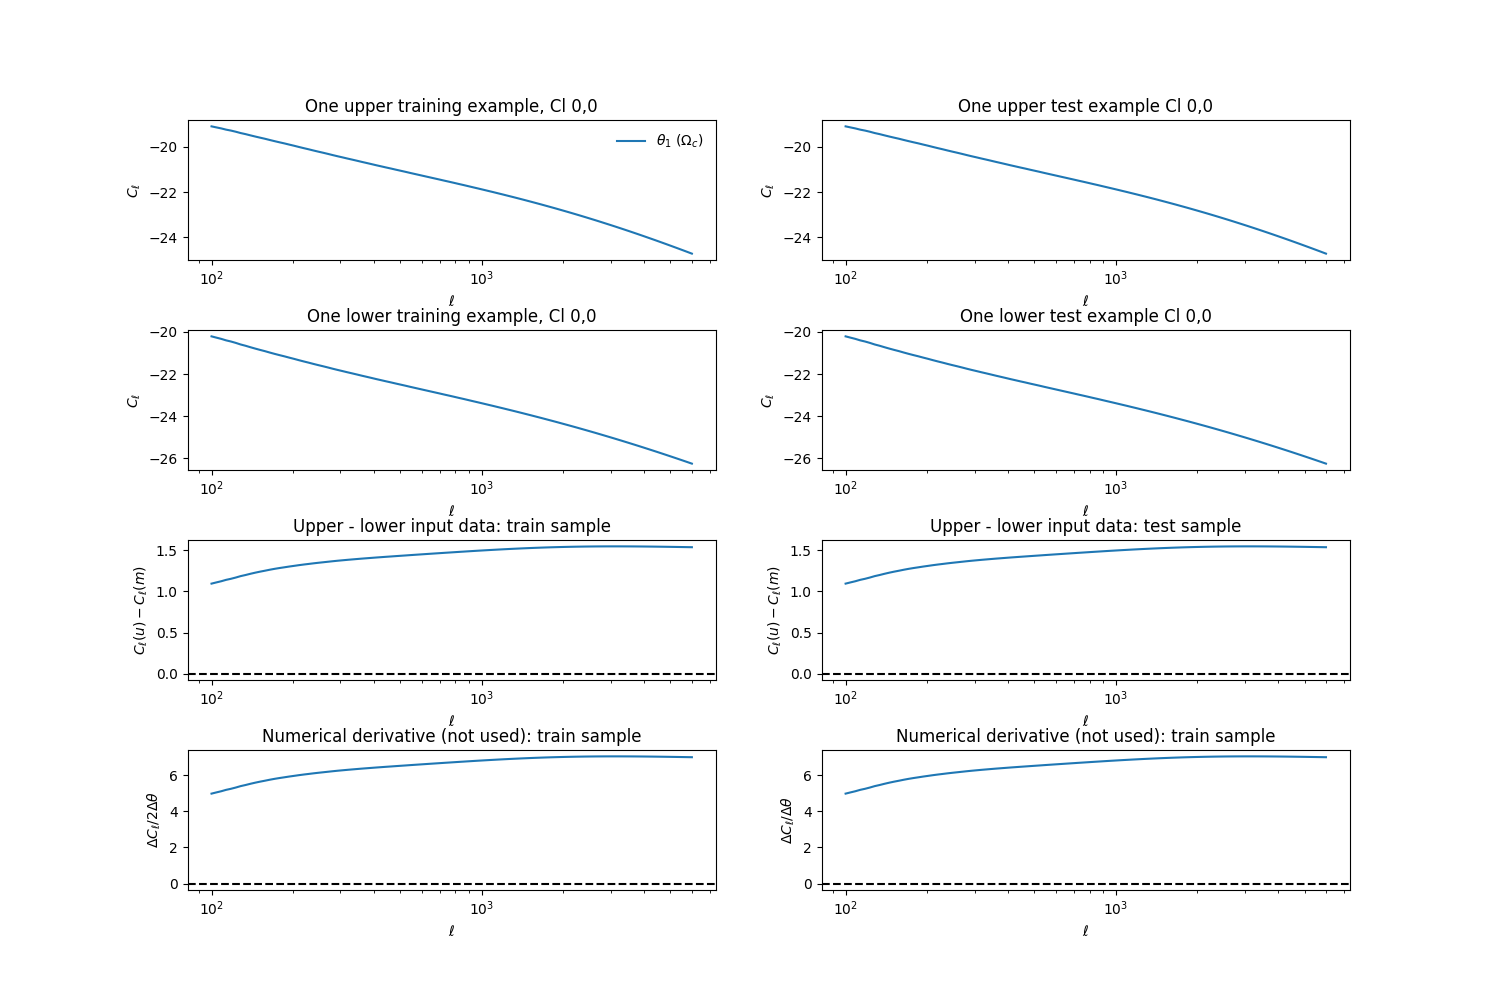 One upper training example, Cl 0,0
One upper test example Cl 0,0
θ₁ (Ω_c)
C_ℓ
−20
−22
−24
10²
10³
ℓ
C_ℓ
−20
−22
−24
10²
10³
ℓ
One lower training example, Cl 0,0
One lower test example Cl 0,0
C_ℓ
−20
−22
−24
−26
10²
10³
ℓ
C_ℓ
−20
−22
−24
−26
10²
10³
ℓ
Upper - lower input data: train sample
Upper - lower input data: test sample
C_ℓ(u) − C_ℓ(m)
1.5
1.0
0.5
0.0
10²
10³
ℓ
C_ℓ(u) − C_ℓ(m)
1.5
1.0
0.5
0.0
10²
10³
ℓ
Numerical derivative (not used): train sample
Numerical derivative (not used): train sample
ΔC_ℓ/2Δθ
6
4
2
0
10²
10³
ℓ
ΔC_ℓ/Δθ
6
4
2
0
10²
10³
ℓ